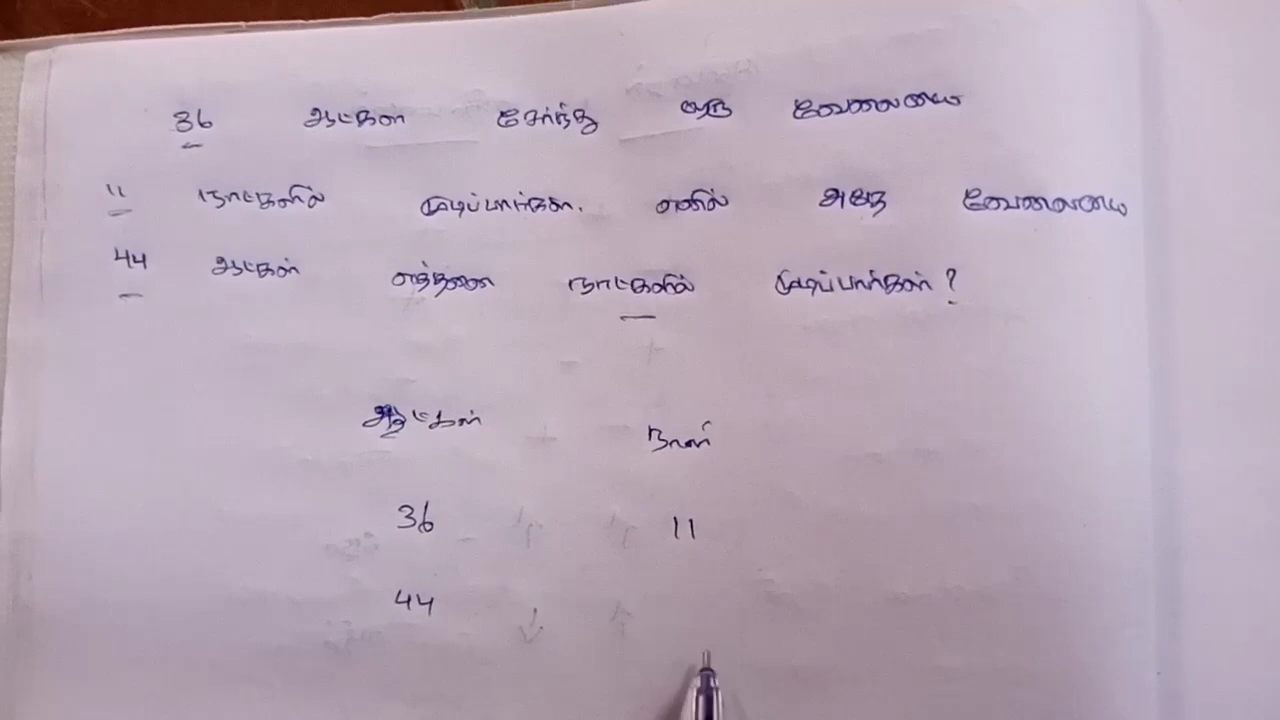 36 ஆட்கள் சேர்ந்து ஒரு வேலையை
11 நாட்களில் முடிப்பார்கள். எனில் அதே வேலையை
44 ஆட்கள் எத்தனை நாட்களில் முடிப்பார்கள்?
ஆட்கள் நாள்
36 11
44